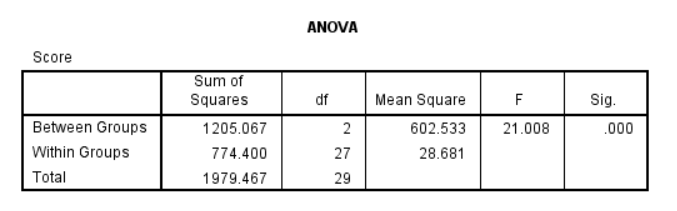 ANOVA
Score
Sum of Squares df Mean Square F Sig.
Between Groups 1205.067 2 602.533 21.008 .000
Within Groups 774.400 27 28.681
Total 1979.467 29